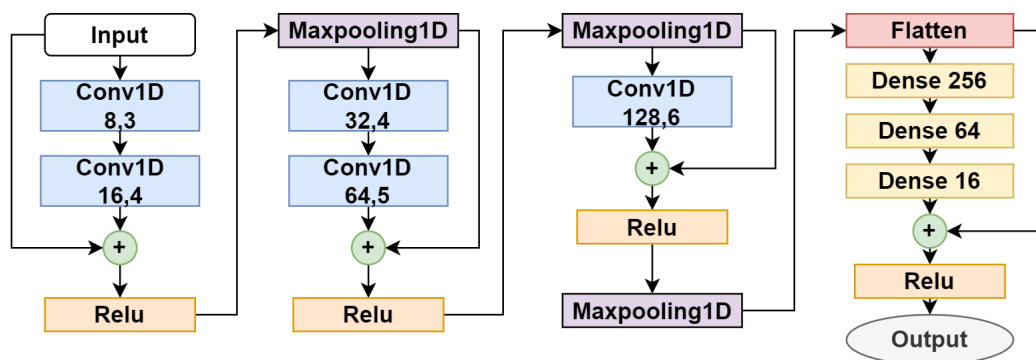 Input
Conv1D
8,3
Conv1D
16,4
+
Relu
Maxpooling1D
Conv1D
32,4
Conv1D
64,5
+
Relu
Maxpooling1D
Conv1D
128,6
+
Relu
Maxpooling1D
Flatten
Dense 256
Dense 64
Dense 16
+
Relu
Output